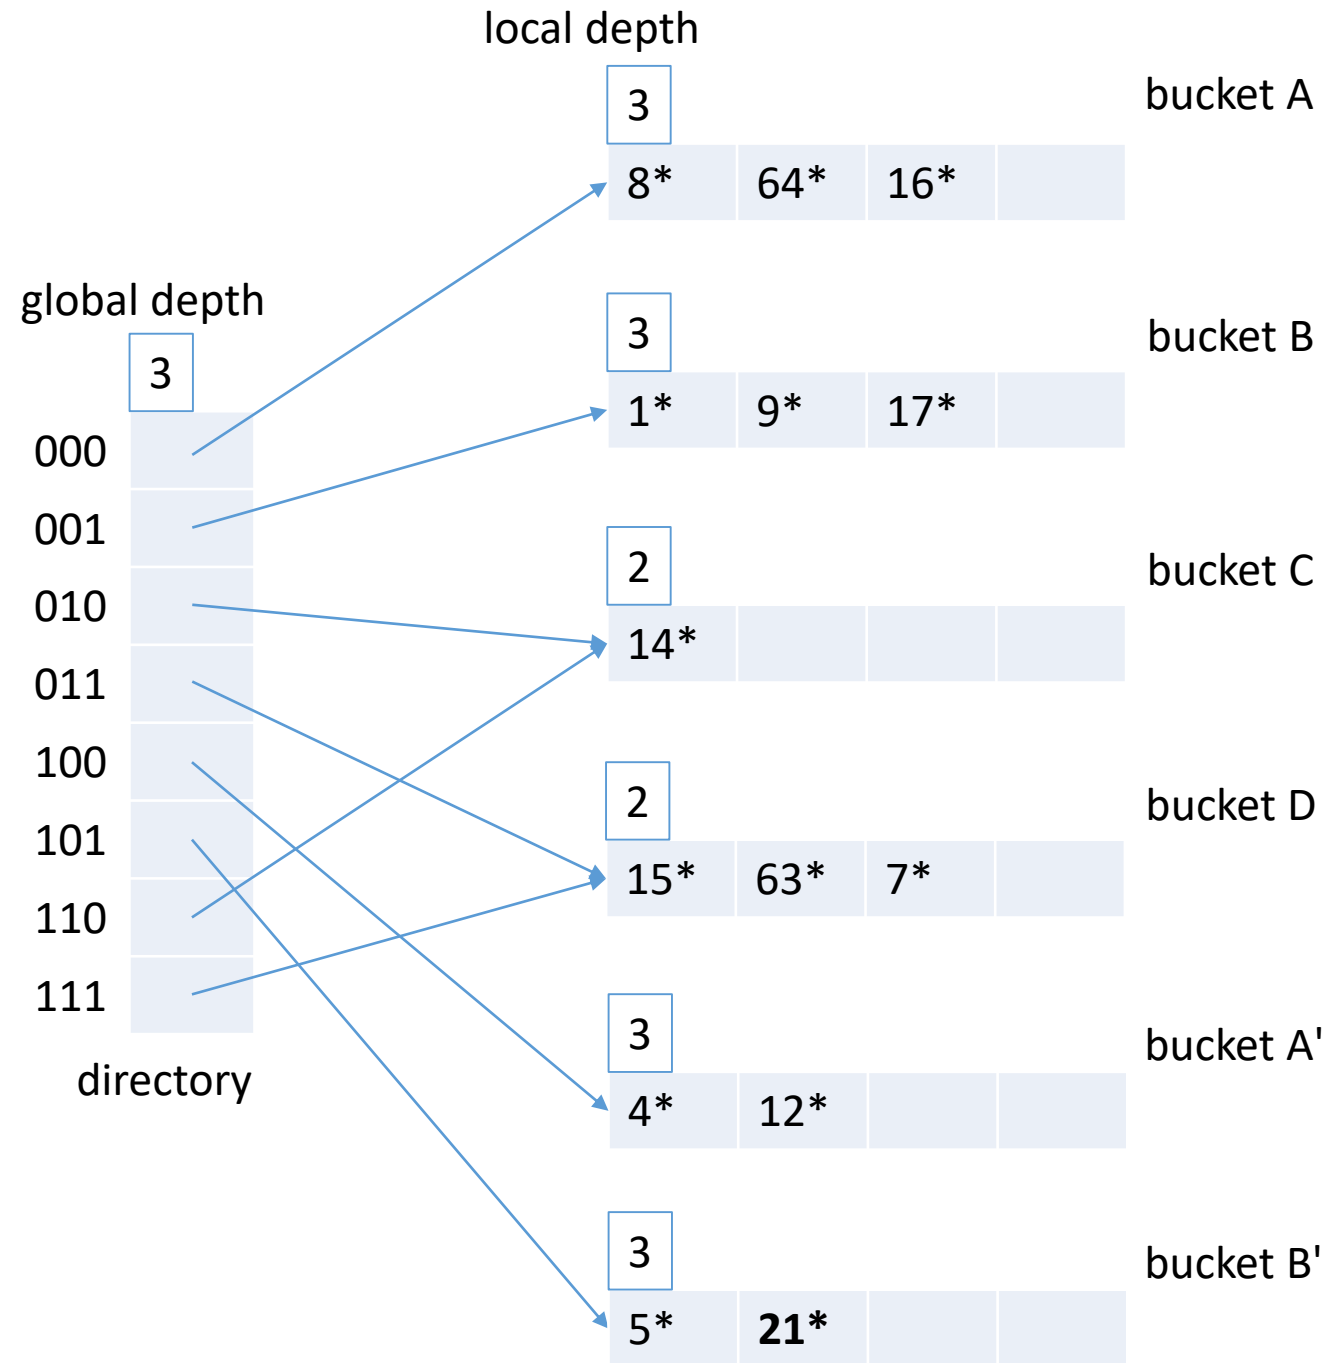 local depth
3 bucket A
8* 64* 16*
global depth
3 bucket B
3
1* 9* 17*
000
001
2 bucket C
010
14*
011
100
2 bucket D
101
15* 63* 7*
110
111
3 bucket A'
directory
4* 12*
3 bucket B'
5* 21*